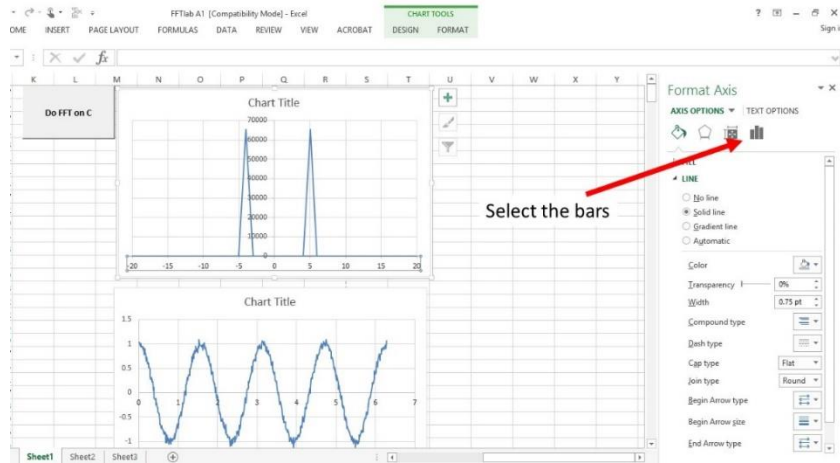 FFTlab A1 [Compatibility Mode] - Excel
CHART TOOLS
OME INSERT PAGE LAYOUT FORMULAS DATA REVIEW VIEW ACROBAT DESIGN FORMAT
Sign i
fx
K L M N O P Q R S T U V W X Y
Do FFT on C
Chart Title
70000
60000
50000
40000
30000
20000
10000
0
-20 -15 -10 -5 0 5 10 15 20
Chart Title
1.5
1
0.5
0
-0.5
-1
0 1 2 3 4 5 6 7
Select the bars
Format Axis
AXIS OPTIONS TEXT OPTIONS
LINE
No line
Solid line
Gradient line
Automatic
Color
Transparency 0%
Width 0.75 pt
Compound type
Dash type
Cap type Flat
Join type Round
Begin Arrow type
Begin Arrow size
End Arrow type
Sheet1 Sheet2 Sheet3